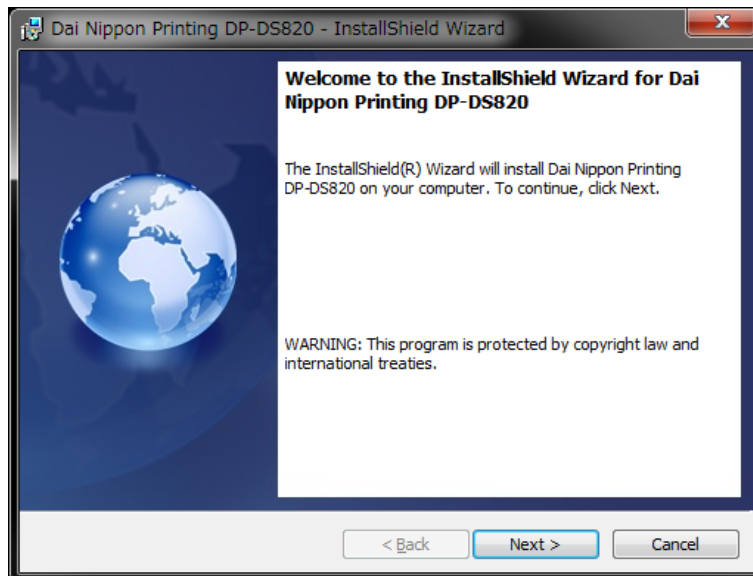 Dai Nippon Printing DP-DS820 - InstallShield Wizard
Welcome to the InstallShield Wizard for Dai
Nippon Printing DP-DS820
The InstallShield(R) Wizard will install Dai Nippon Printing
DP-DS820 on your computer. To continue, click Next.
WARNING: This program is protected by copyright law and
international treaties.
< Back
Next >
Cancel